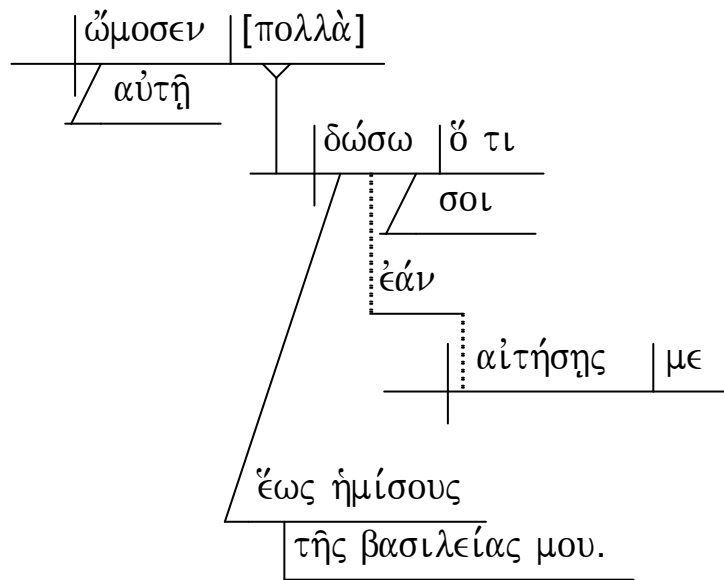 ὤμοσεν [πολλὰ]
αὐτῇ
δώσω ὅ τι
σοι
ἐάν
αἰτήσῃς με
ἕως ἡμίσους
τῆς βασιλείας μου.